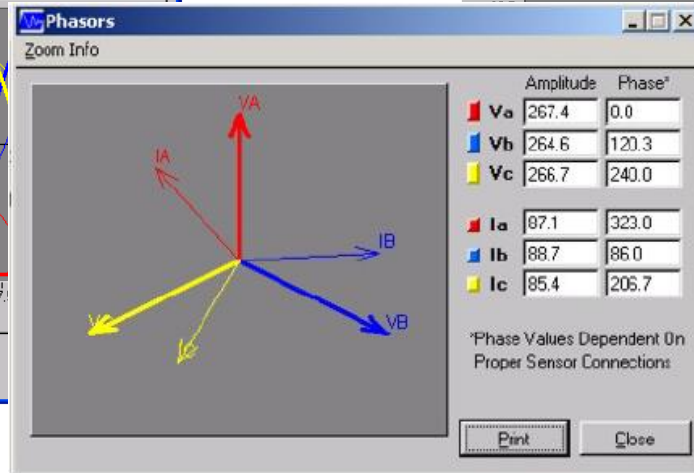 Phasors
Zoom Info
Amplitude Phase*
Va 267.4 0.0
Vb 264.6 120.3
Vc 266.7 240.0
Ia 87.1 323.0
Ib 88.7 86.0
Ic 85.4 206.7
*Phase Values Dependent On
Proper Sensor Connections
Print Close
VA
IA
IB
VB